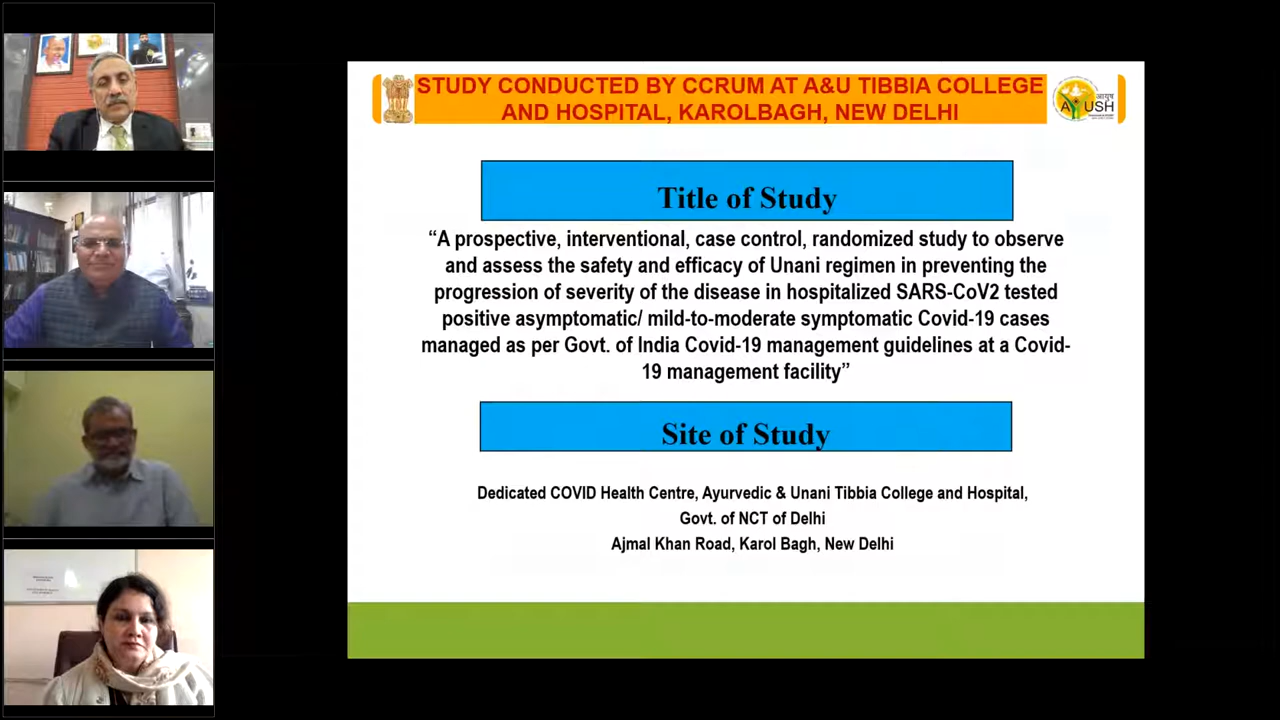 STUDY CONDUCTED BY CCRUM AT A&U TIBBIA COLLEGE
AND HOSPITAL, KAROLBAGH, NEW DELHI
आयुष
AYUSH
Title of Study
“A prospective, interventional, case control, randomized study to observe
and assess the safety and efficacy of Unani regimen in preventing the
progression of severity of the disease in hospitalized SARS-CoV2 tested
positive asymptomatic/ mild-to-moderate symptomatic Covid-19 cases
managed as per Govt. of India Covid-19 management guidelines at a Covid-
19 management facility”
Site of Study
Dedicated COVID Health Centre, Ayurvedic & Unani Tibbia College and Hospital,
Govt. of NCT of Delhi
Ajmal Khan Road, Karol Bagh, New Delhi